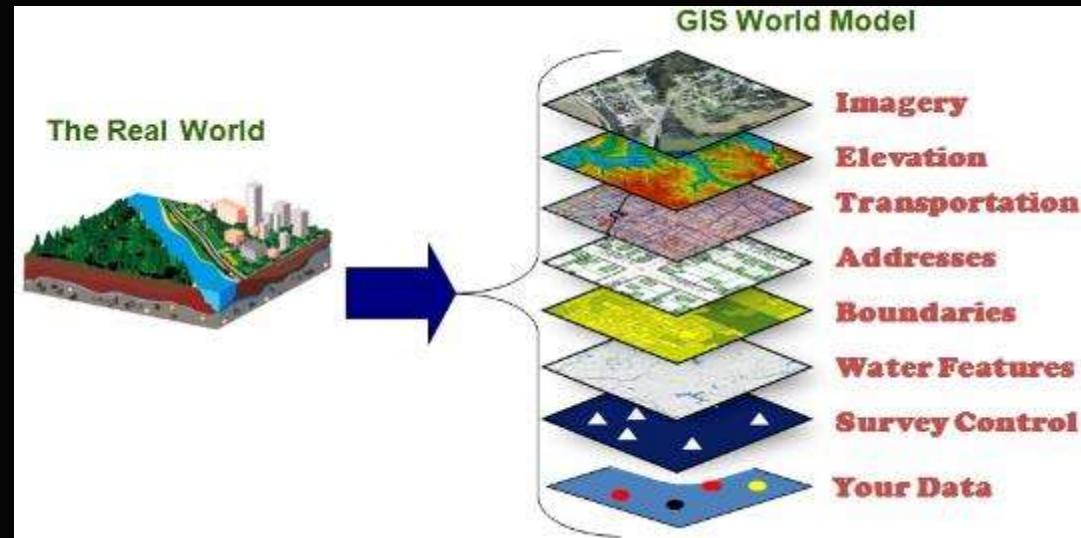 GIS World Model
The Real World
Imagery
Elevation
Transportation
Addresses
Boundaries
Water Features
Survey Control
Your Data